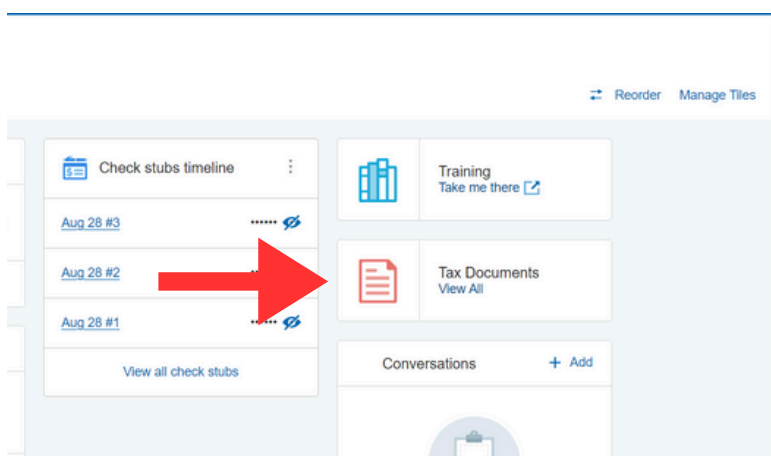 Reorder Manage Tiles
Check stubs timeline
Aug 28 #3
Aug 28 #2
Aug 28 #1
View all check stubs
Training
Take me there
Tax Documents
View All
Conversations + Add